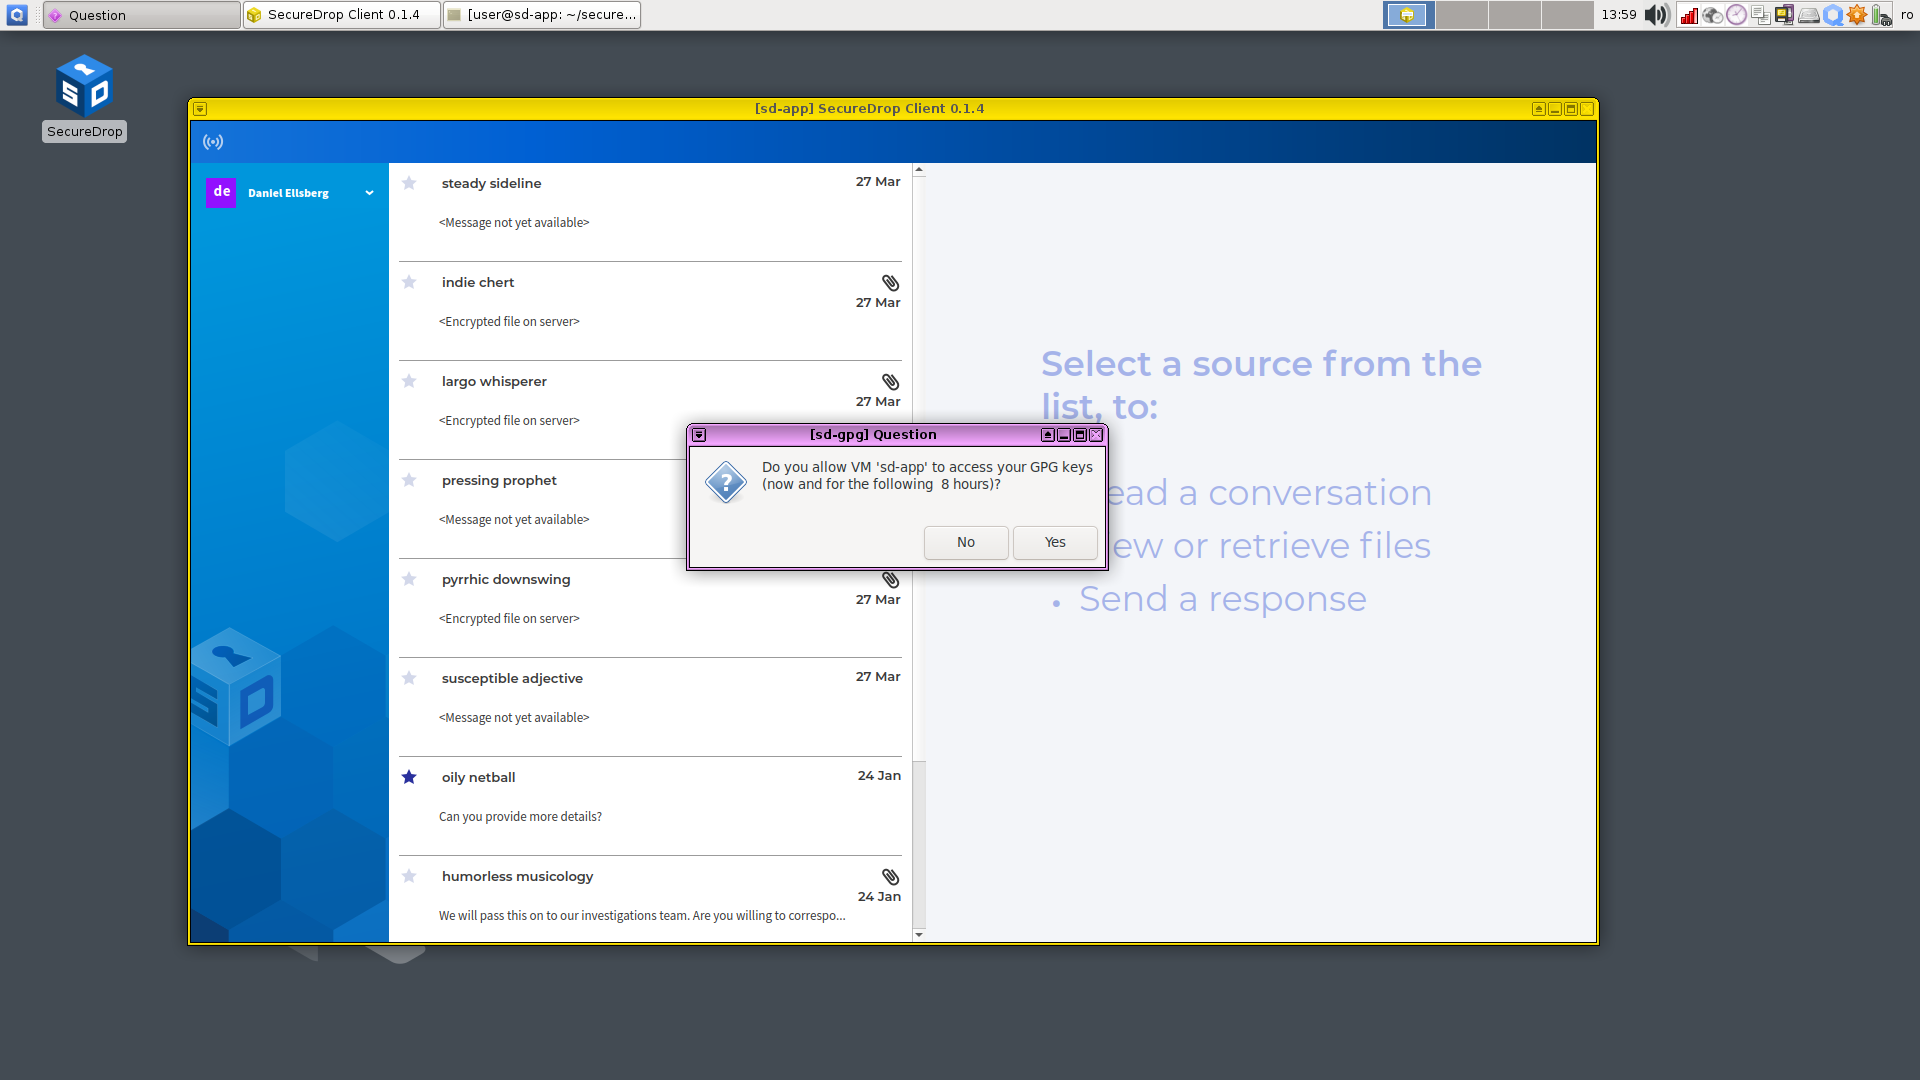 Question
SecureDrop Client 0.1.4
[user@sd-app: ~/secure...
13:59
ro
SecureDrop
[sd-app] SecureDrop Client 0.1.4
de
Daniel Ellsberg
steady sideline
27 Mar
<Message not yet available>
indie chert
27 Mar
<Encrypted file on server>
largo whisperer
27 Mar
<Encrypted file on server>
pressing prophet
<Message not yet available>
pyrrhic downswing
27 Mar
<Encrypted file on server>
susceptible adjective
27 Mar
<Message not yet available>
oily netball
24 Jan
Can you provide more details?
humorless musicology
24 Jan
We will pass this on to our investigations team. Are you willing to correspo...
Select a source from the
list, to:
ead a conversation
ew or retrieve files
• Send a response
[sd-gpg] Question
Do you allow VM 'sd-app' to access your GPG keys
(now and for the following 8 hours)?
No
Yes
SD
SD